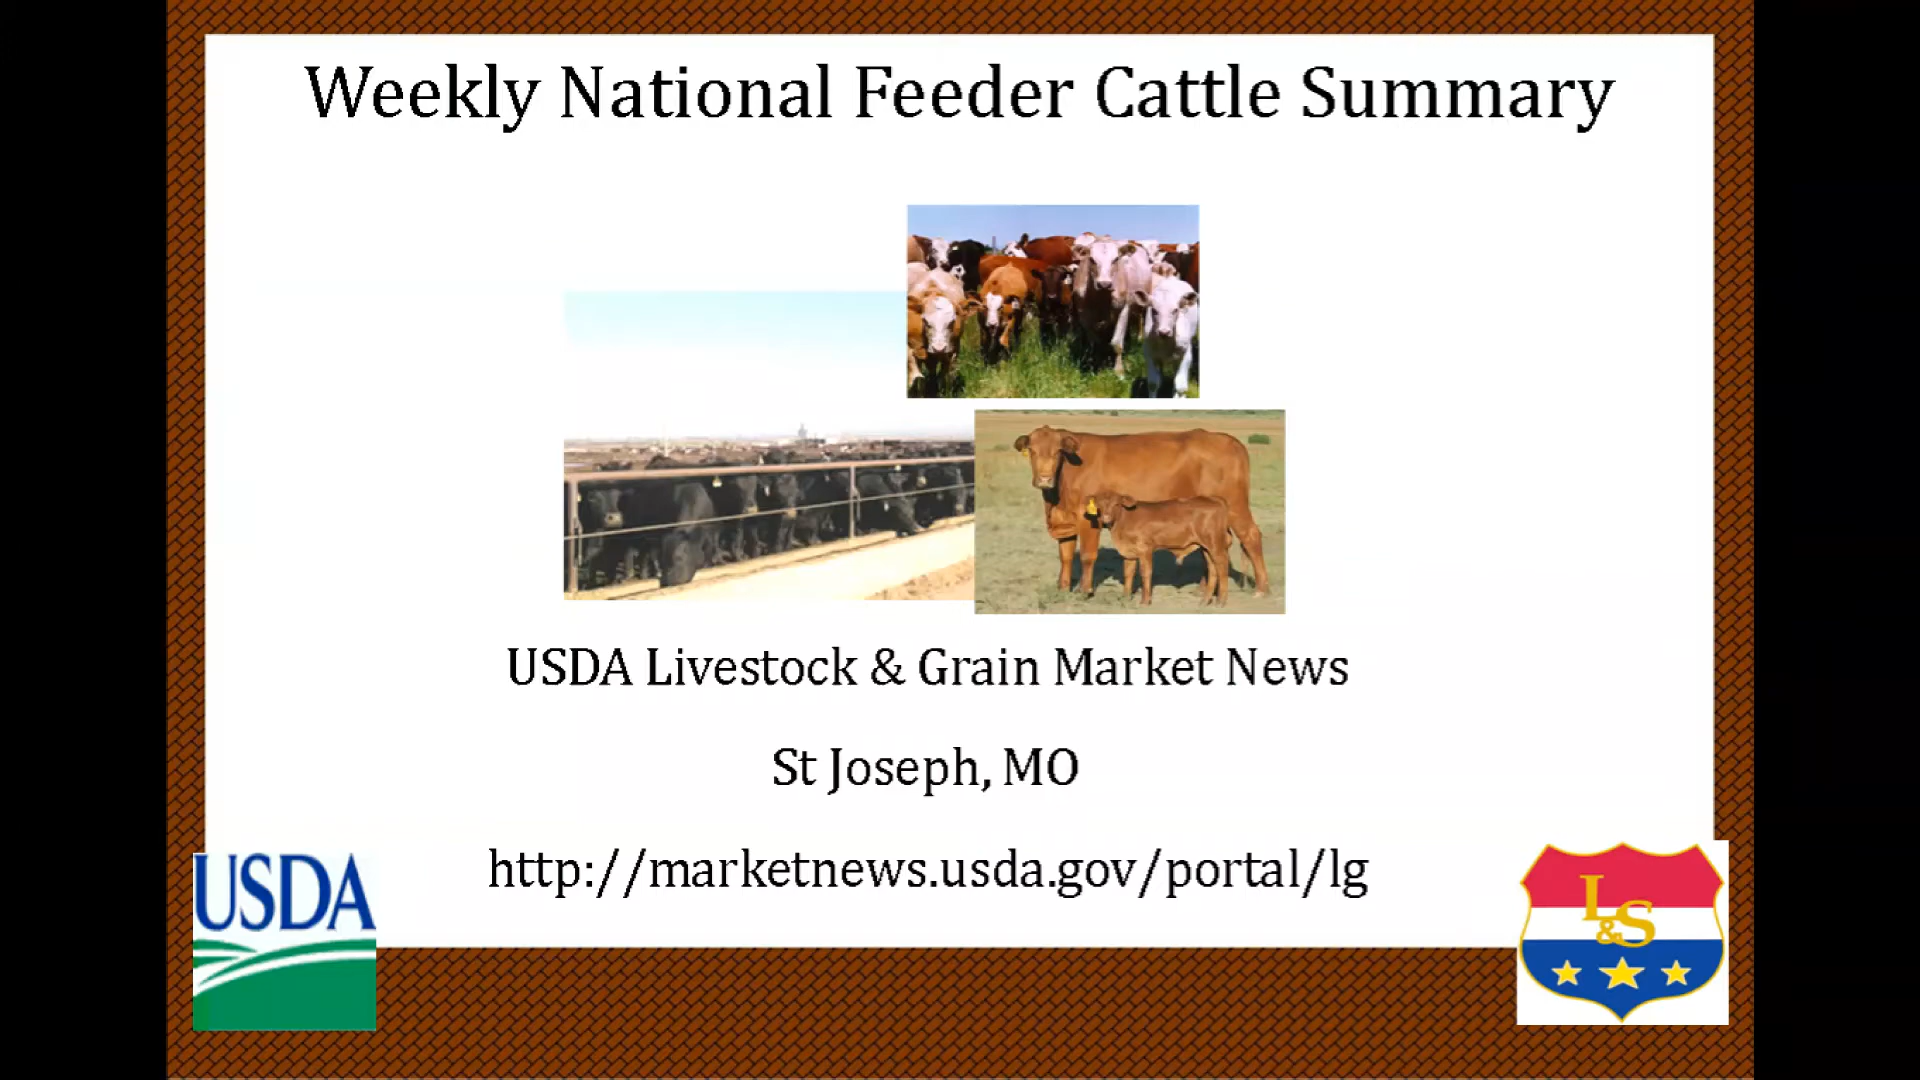 Weekly National Feeder Cattle Summary
USDA Livestock & Grain Market News
St Joseph, MO
http://marketnews.usda.gov/portal/lg
USDA
L&S